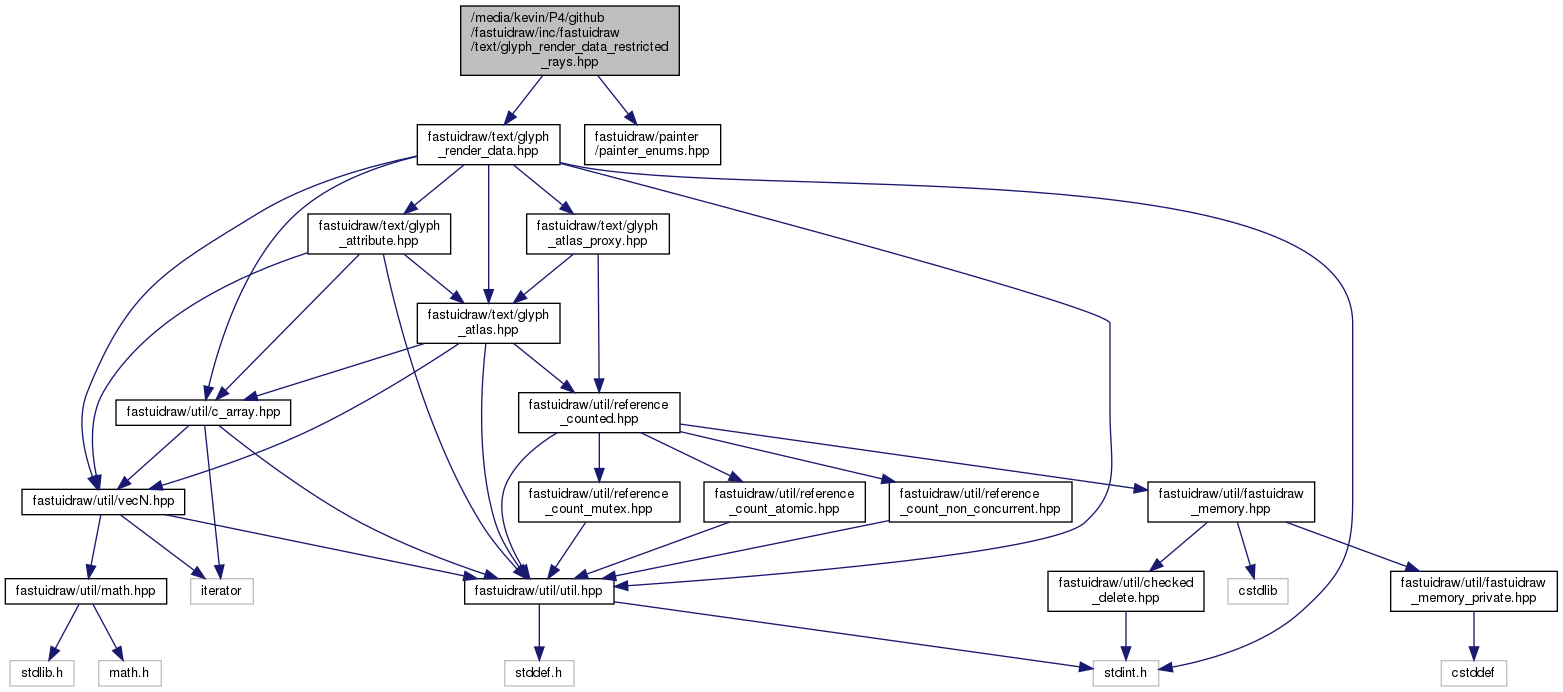 /media/kevin/P4/github
/fastuidraw/inc/fastuidraw
/text/glyph_render_data_restricted
_rays.hpp
fastuidraw/text/glyph
_render_data.hpp
fastuidraw/painter
/painter_enums.hpp
fastuidraw/text/glyph
_attribute.hpp
fastuidraw/text/glyph
_atlas_proxy.hpp
fastuidraw/text/glyph
_atlas.hpp
fastuidraw/util/c_array.hpp
fastuidraw/util/reference
_counted.hpp
fastuidraw/util/vecN.hpp
fastuidraw/util/reference
_count_mutex.hpp
fastuidraw/util/reference
_count_atomic.hpp
fastuidraw/util/reference
_count_non_concurrent.hpp
fastuidraw/util/fastuidraw
_memory.hpp
fastuidraw/util/math.hpp
iterator
fastuidraw/util/util.hpp
fastuidraw/util/checked
_delete.hpp
cstdlib
fastuidraw/util/fastuidraw
_memory_private.hpp
stdlib.h
math.h
stddef.h
stdint.h
cstddef